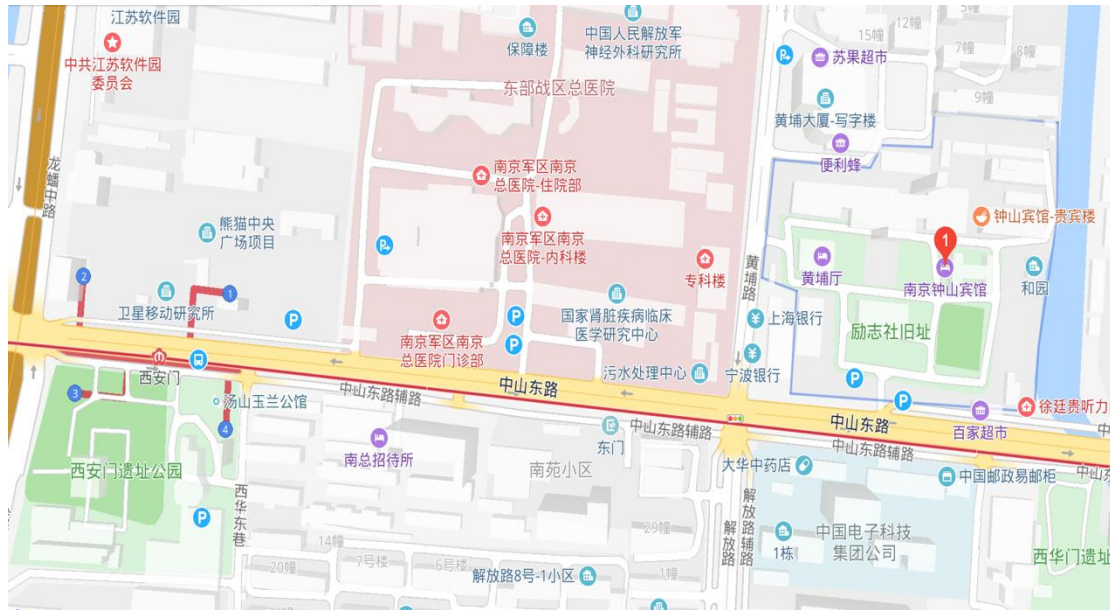 江苏软件园
中共江苏软件园
委员会
保障楼
中国人民解放军
神经外科研究所
东部战区总医院
15幢
12幢
7幢
8幢
9幢
苏果超市
黄埔大厦-写字楼
便利蜂
龙蟠中路
南京军区南京
总医院-住院部
熊猫中央
广场项目
南京军区南京
总医院-内科楼
专科楼
黄埔路
钟山宾馆-贵宾楼
1
黄埔厅
南京钟山宾馆
和园
2
1
卫星移动研究所
P
P
P
国家肾脏疾病临床
医学研究中心
上海银行
励志社旧址
南京军区南京
总医院门诊部
P
西安门
污水处理中心
宁波银行
P
3
汤山玉兰公馆
中山东路辅路
中山东路
P
徐廷贵听力
4
中山东路辅路
东门
中山东路
百家超市
中山东路辅路
西安门遗址公园
南总招待所
南苑小区
大华中药店
中国邮政易邮柜
中山东
西华东巷
P
14幢
29幢
解放路
解放路辅路
1栋
中国电子科技
集团公司
西华门遗址
20幢
7号楼
6号楼
解放路8号-1小区
1幢